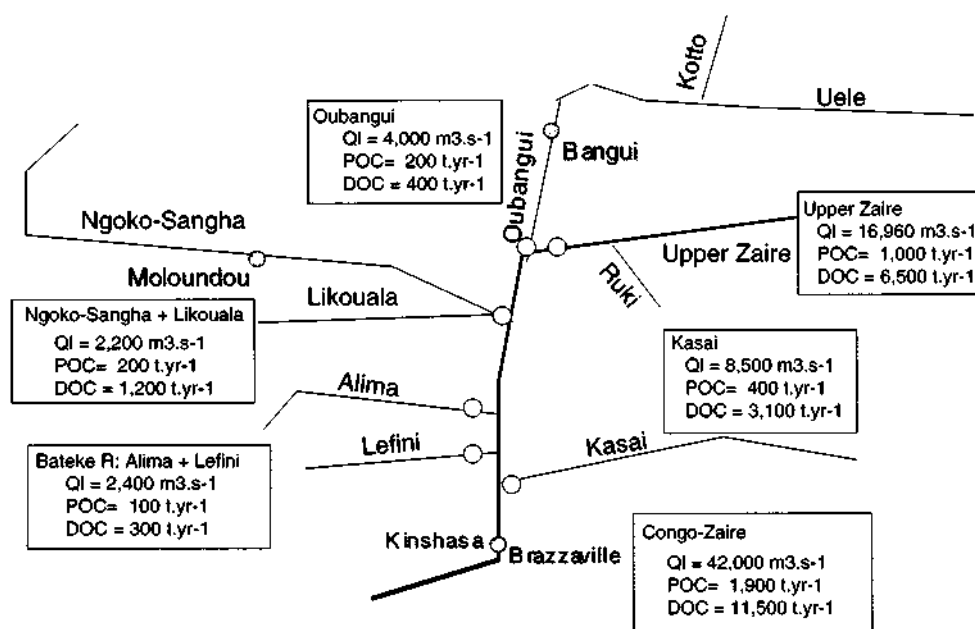 Kotto
Uele
Oubangui
QI = 4,000 m3.s-1
POC= 200 t.yr-1
DOC = 400 t.yr-1
Oubangui
Bangui
Ngoko-Sangha
Moloundou
Upper Zaire
QI = 16,960 m3.s-1
POC= 1,000 t.yr-1
DOC = 6,500 t.yr-1
Upper Zaire
Ruki
Likouala
Ngoko-Sangha + Likouala
QI = 2,200 m3.s-1
POC= 200 t.yr-1
DOC = 1,200 t.yr-1
Kasai
QI = 8,500 m3.s-1
POC= 400 t.yr-1
DOC = 3,100 t.yr-1
Alima
Lefini
Kasai
Bateke R: Alima + Lefini
QI = 2,400 m3.s-1
POC= 100 t.yr-1
DOC = 300 t.yr-1
Kinshasa
Brazzaville
Congo-Zaire
QI = 42,000 m3.s-1
POC= 1,900 t.yr-1
DOC = 11,500 t.yr-1